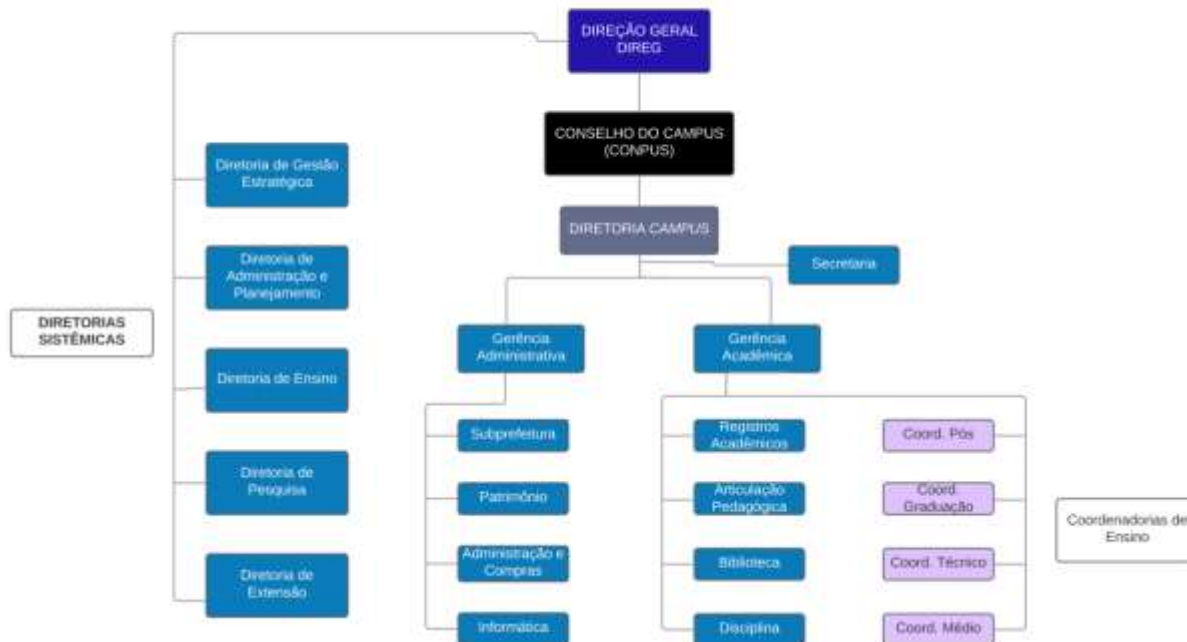 DIREÇÃO GERAL
DIREG
CONSELHO DO CAMPUS
(CONPUS)
DIRETORIA CAMPUS
Secretaria
DIRETORIAS
SISTÊMICAS
Diretoria de Gestão
Estratégica
Diretoria de
Administração e
Planejamento
Diretoria de Ensino
Diretoria de
Pesquisa
Diretoria de
Extensão
Gerência
Administrativa
Subprefeitura
Patrimônio
Administração e
Compras
Informática
Gerência
Acadêmica
Registros
Acadêmicos
Articulação
Pedagógica
Biblioteca
Disciplina
Coord. Pós
Coord.
Graduação
Coord. Técnico
Coord. Médio
Coordenadorias de
Ensino